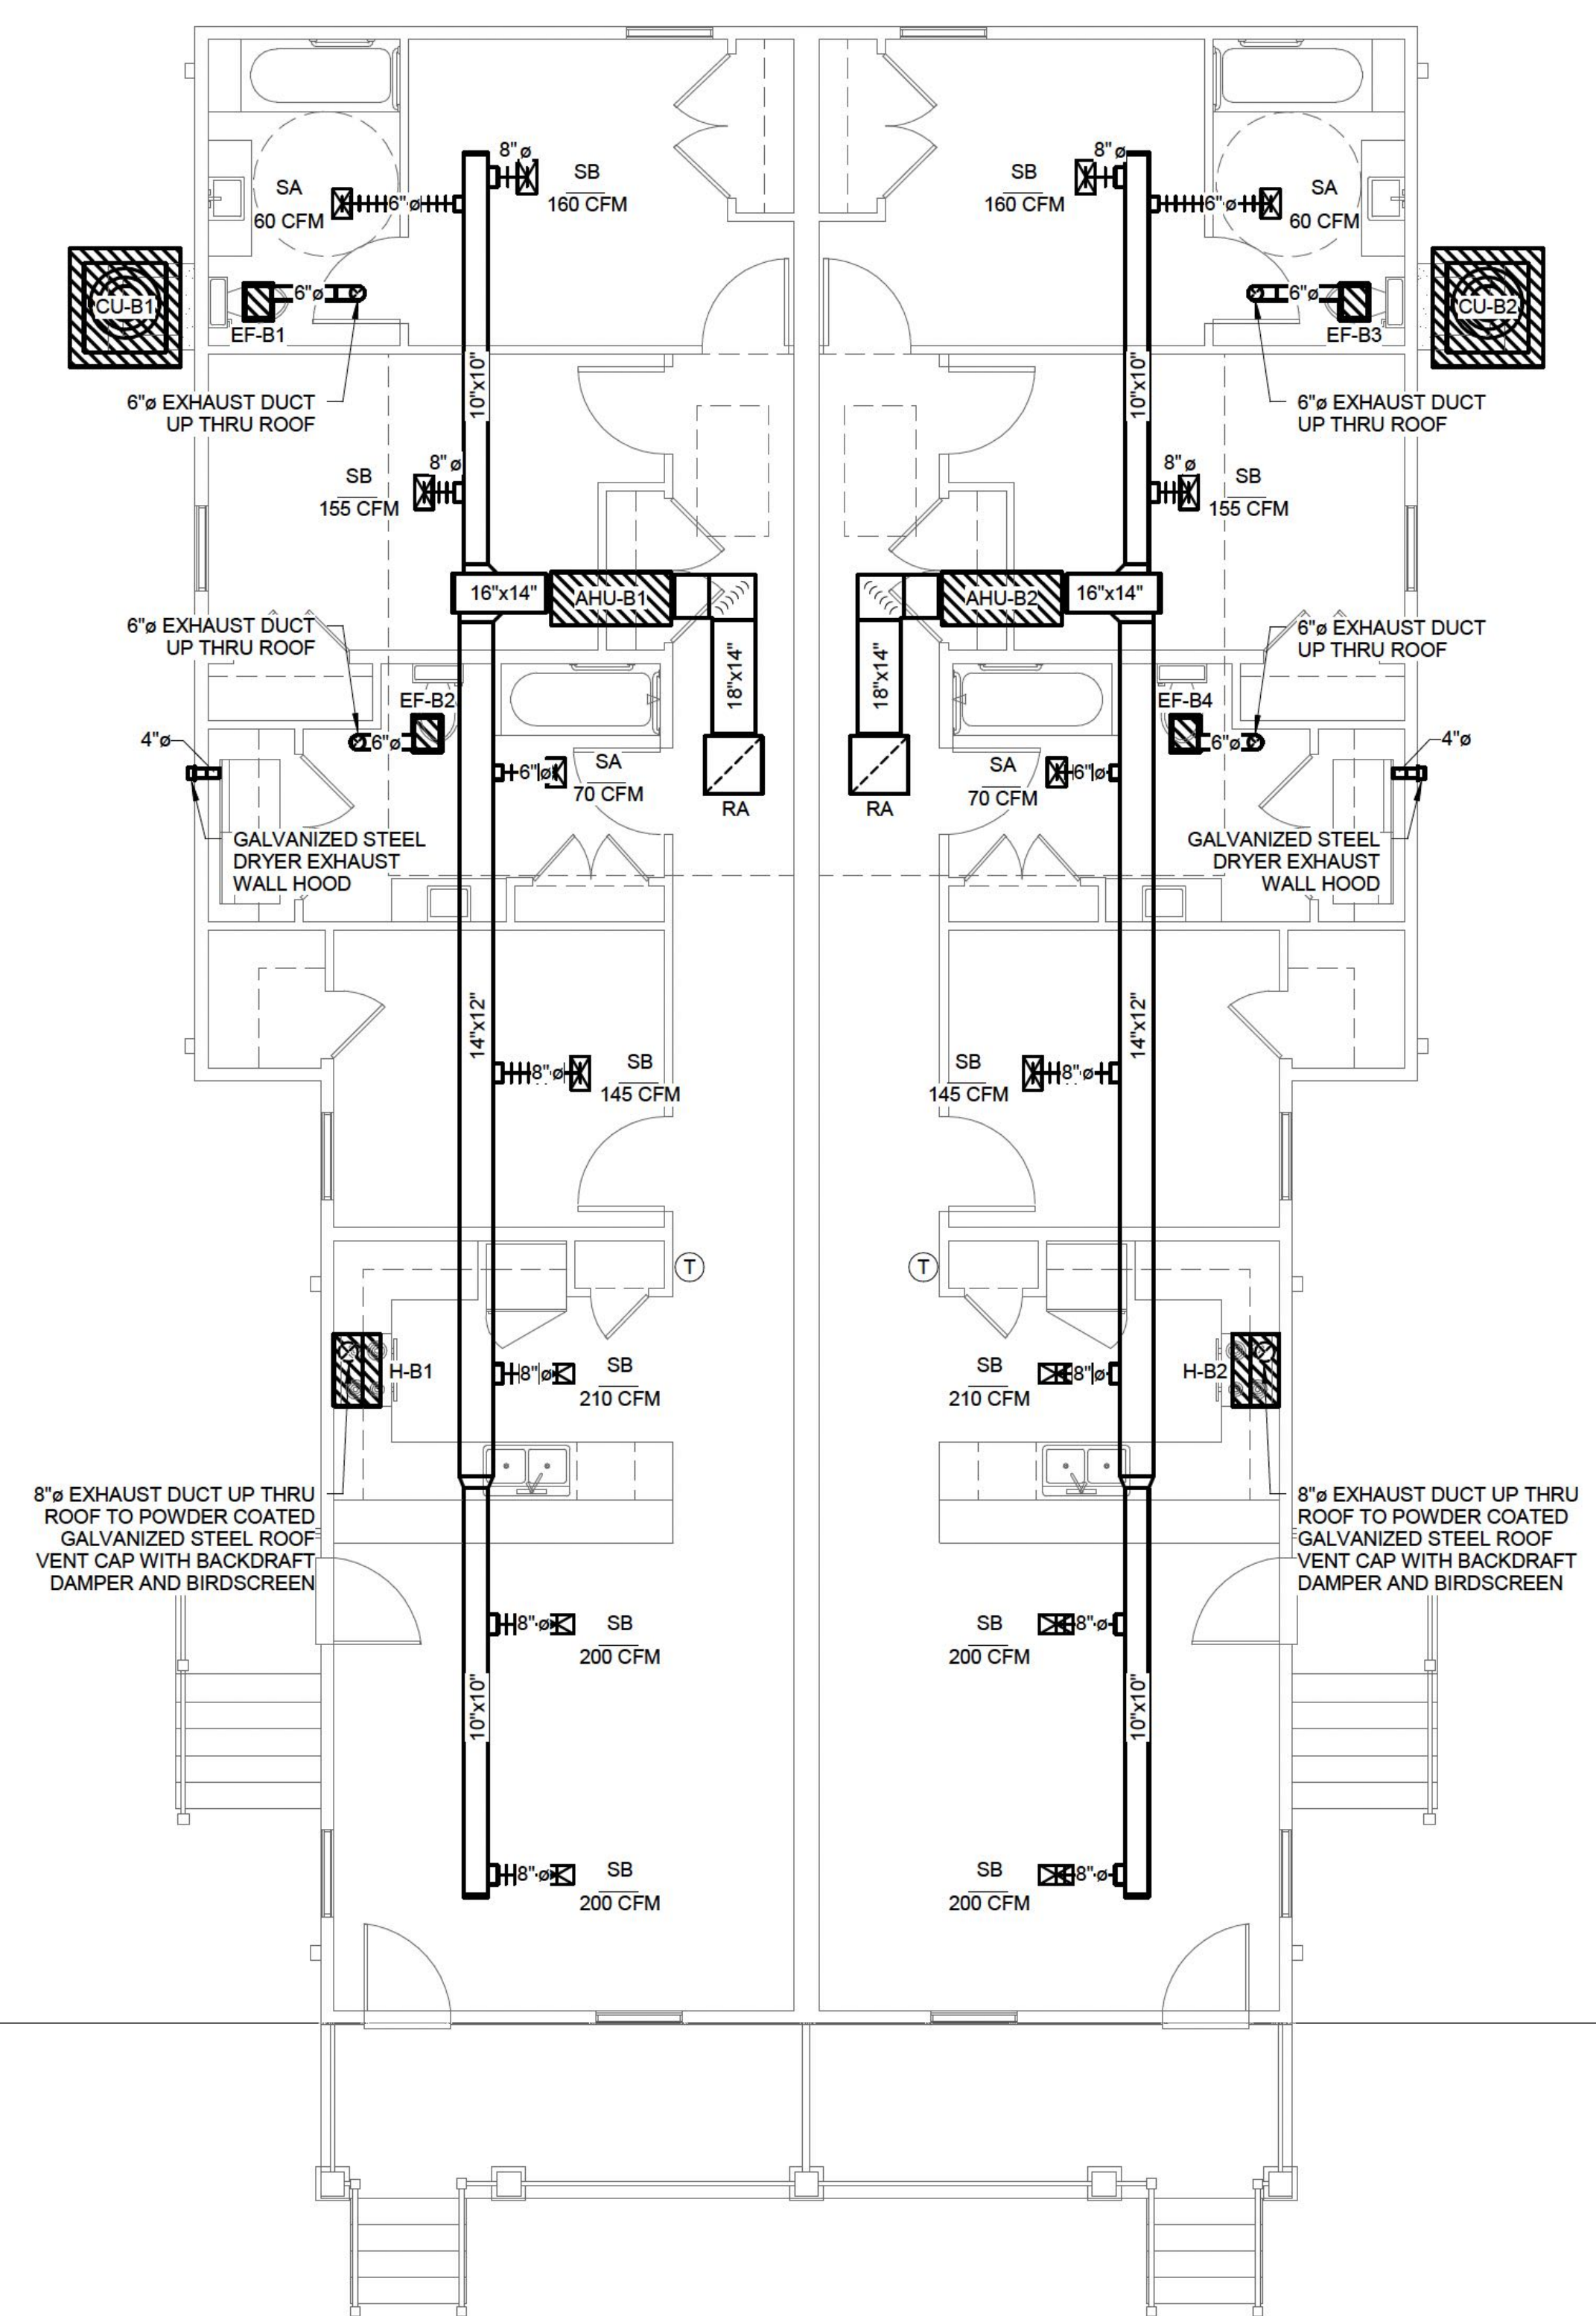 8"ø
8"ø
SB
160 CFM
SB
160 CFM
SA
60 CFM
6"ø
6"ø
SA
60 CFM
CU-B1
6"ø
EF-B1
6"ø
EF-B3
CU-B2
6"ø EXHAUST DUCT
UP THRU ROOF
10"x10"
10"x10"
6"ø EXHAUST DUCT
UP THRU ROOF
8"ø
SB
155 CFM
8"ø
SB
155 CFM
16"x14"
AHU-B1
AHU-B2
16"x14"
6"ø EXHAUST DUCT
UP THRU ROOF
6"ø EXHAUST DUCT
UP THRU ROOF
18"x14"
18"x14"
EF-B2
EF-B4
4"ø
6"ø
6"ø
4"ø
6"ø
SA
70 CFM
SA
70 CFM
6"ø
RA
RA
GALVANIZED STEEL
DRYER EXHAUST
WALL HOOD
GALVANIZED STEEL
DRYER EXHAUST
WALL HOOD
14"x12"
14"x12"
8"ø
SB
145 CFM
SB
145 CFM
8"ø
T
T
H-B1
8"ø
SB
210 CFM
SB
210 CFM
8"ø
H-B2
8"ø EXHAUST DUCT UP THRU
ROOF TO POWDER COATED
GALVANIZED STEEL ROOF
VENT CAP WITH BACKDRAFT
DAMPER AND BIRDSCREEN
8"ø EXHAUST DUCT UP THRU
ROOF TO POWDER COATED
GALVANIZED STEEL ROOF
VENT CAP WITH BACKDRAFT
DAMPER AND BIRDSCREEN
8"ø
SB
200 CFM
SB
200 CFM
8"ø
10"x10"
10"x10"
8"ø
SB
200 CFM
SB
200 CFM
8"ø